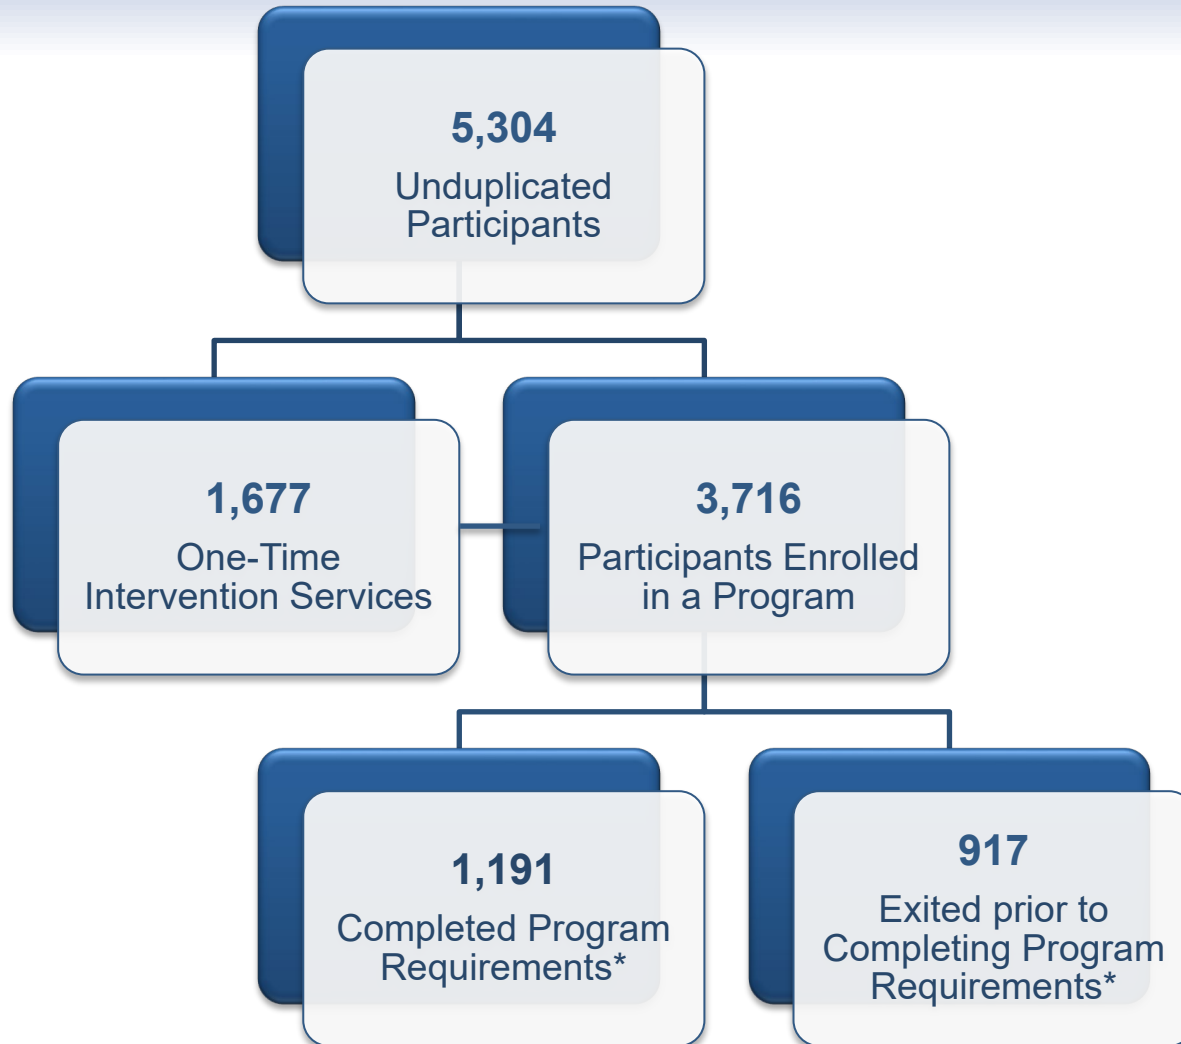 5,304
Unduplicated
Participants
1,677
One-Time
Intervention Services
3,716
Participants Enrolled
in a Program
1,191
Completed Program
Requirements*
917
Exited prior to
Completing Program
Requirements*